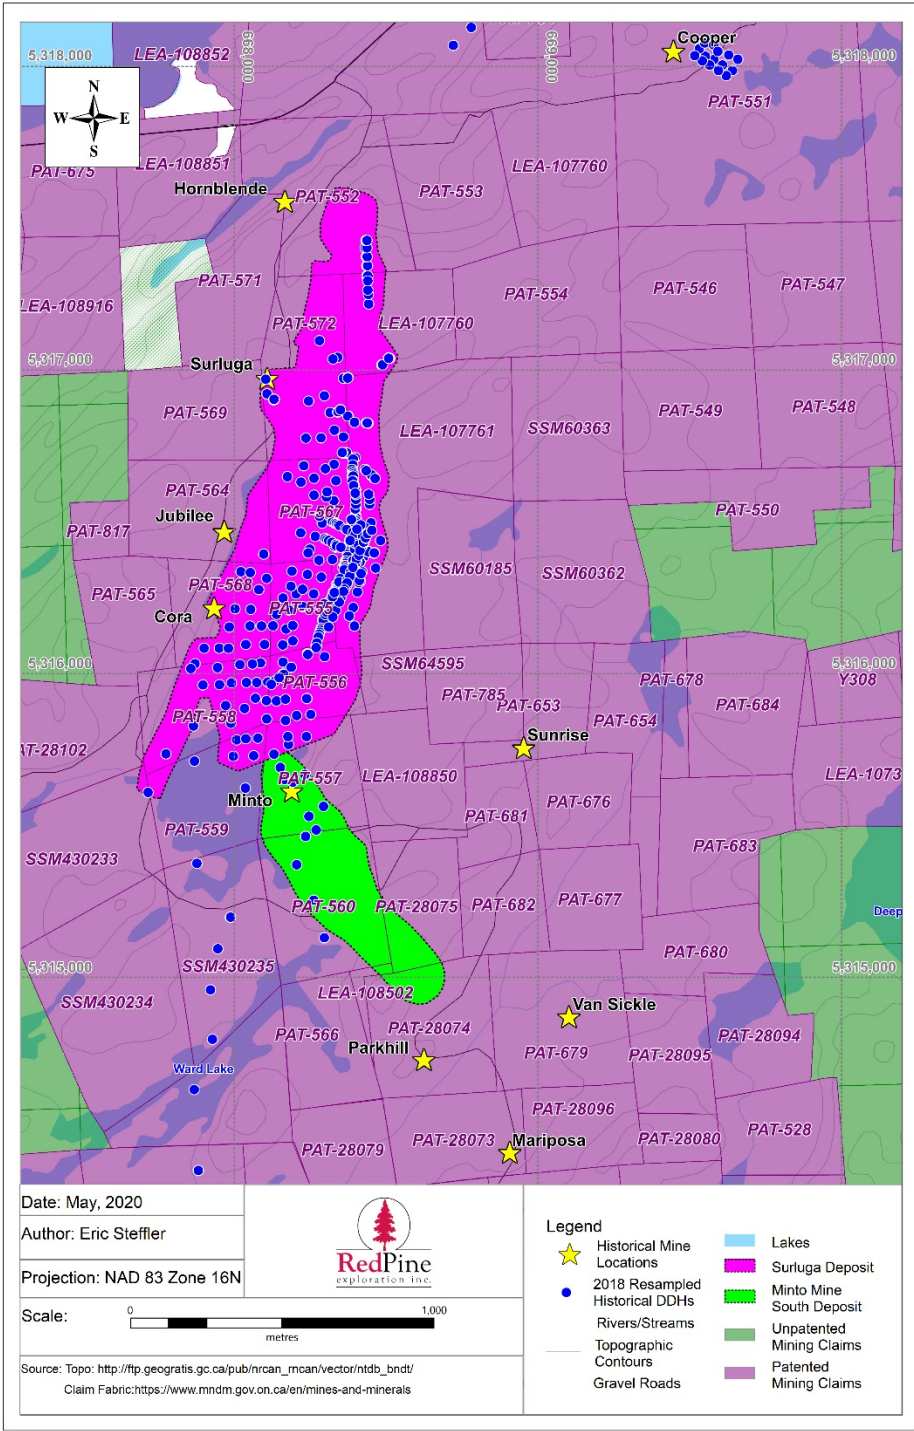 LEA-108852
668,000
669,000
Cooper
5,318,000
5,318,000
N
W E
S
PAT-551
PAT-675
LEA-108851
LEA-107760
Hornblende
PAT-552
PAT-553
PAT-571
LEA-108916
PAT-554
PAT-546
PAT-547
PAT-572
LEA-107760
5,317,000
5,317,000
Surluga
PAT-569
LEA-107761
SSM60363
PAT-549
PAT-548
PAT-564
PAT-567
PAT-550
Jubilee
PAT-817
PAT-568
SSM60185
SSM60362
PAT-565
PAT-555
Cora
5,316,000
SSM64595
5,316,000
PAT-556
PAT-785
PAT-653
PAT-678
Y308
PAT-558
PAT-654
PAT-684
AT-28102
Sunrise
PAT-557
LEA-108850
LEA-1073
Minto
PAT-676
PAT-559
PAT-681
PAT-683
SSM430233
PAT-560
PAT-28075
PAT-682
PAT-677
Deep
PAT-680
5,315,000
SSM430235
5,315,000
SSM430234
LEA-108502
Van Sickle
PAT-566
PAT-28074
PAT-28094
Parkhill
PAT-679
PAT-28095
Ward Lake
PAT-28096
PAT-28079
PAT-28073
Mariposa
PAT-28080
PAT-528
Date: May, 2020
Author: Eric Steffler
Projection: NAD 83 Zone 16N
Scale:
0 1,000
metres
Source: Topo: http://ftp.geogratis.gc.ca/pub/nrcan_rncan/vector/ntdb_bndt/
Claim Fabric:https://www.mndm.gov.on.ca/en/mines-and-minerals
RedPine
exploration inc.
Legend
Historical Mine
Locations
2018 Resampled
Historical DDHs
Rivers/Streams
Topographic
Contours
Gravel Roads
Lakes
Surluga Deposit
Minto Mine
South Deposit
Unpatented
Mining Claims
Patented
Mining Claims